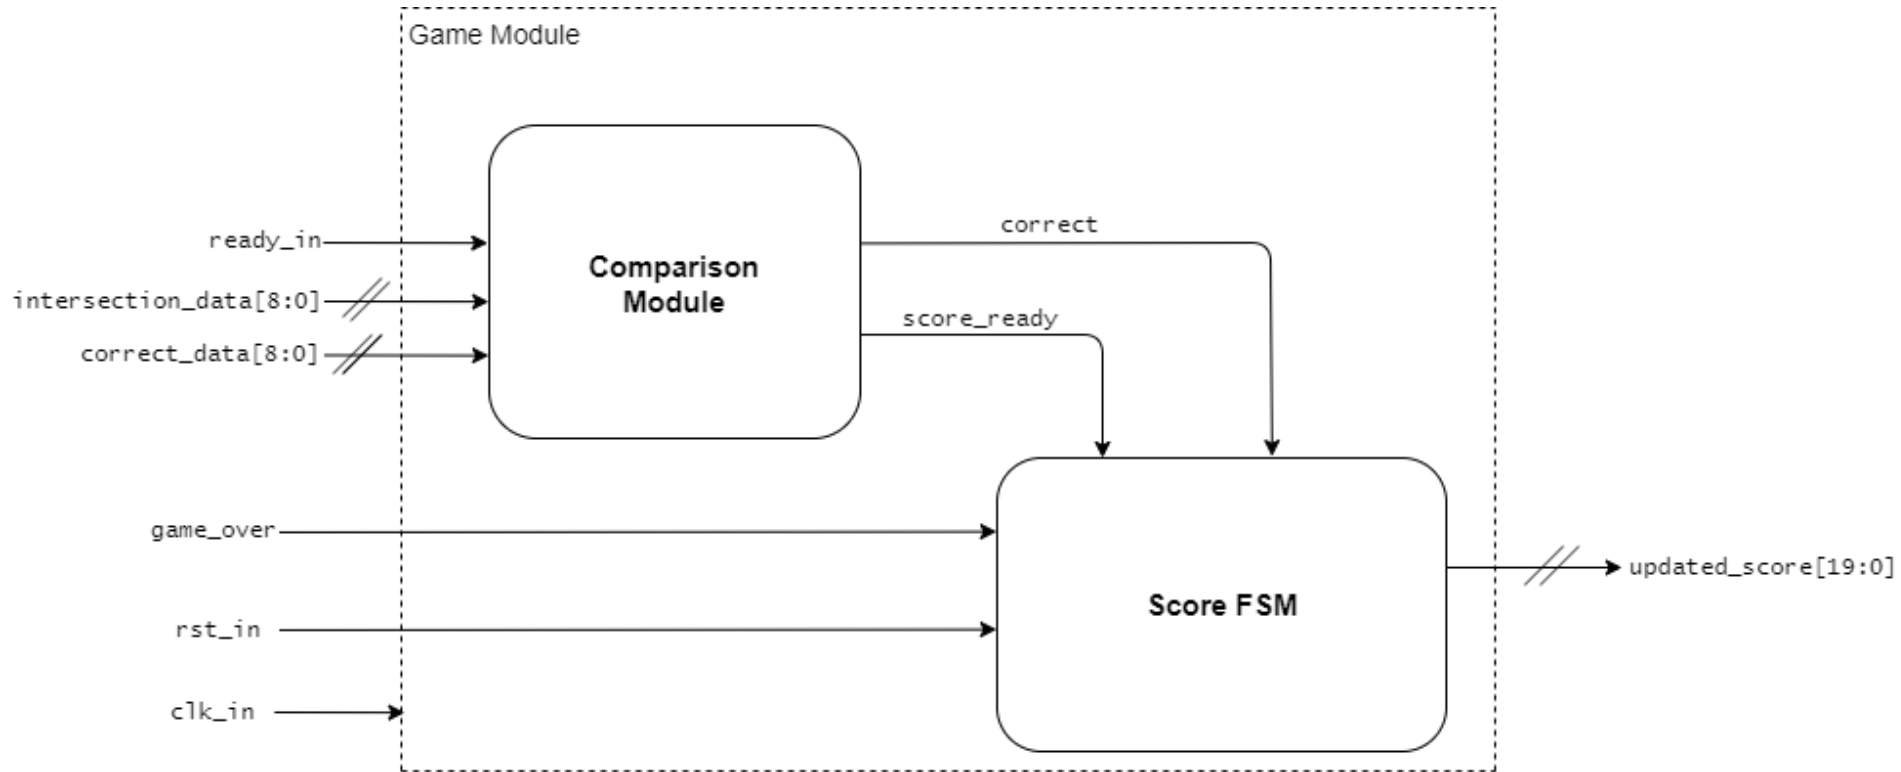 Game Module
correct
ready_in
Comparison
Module
intersection_data[8:0]
score_ready
correct_data[8:0]
game_over
updated_score[19:0]
Score FSM
rst_in
clk_in